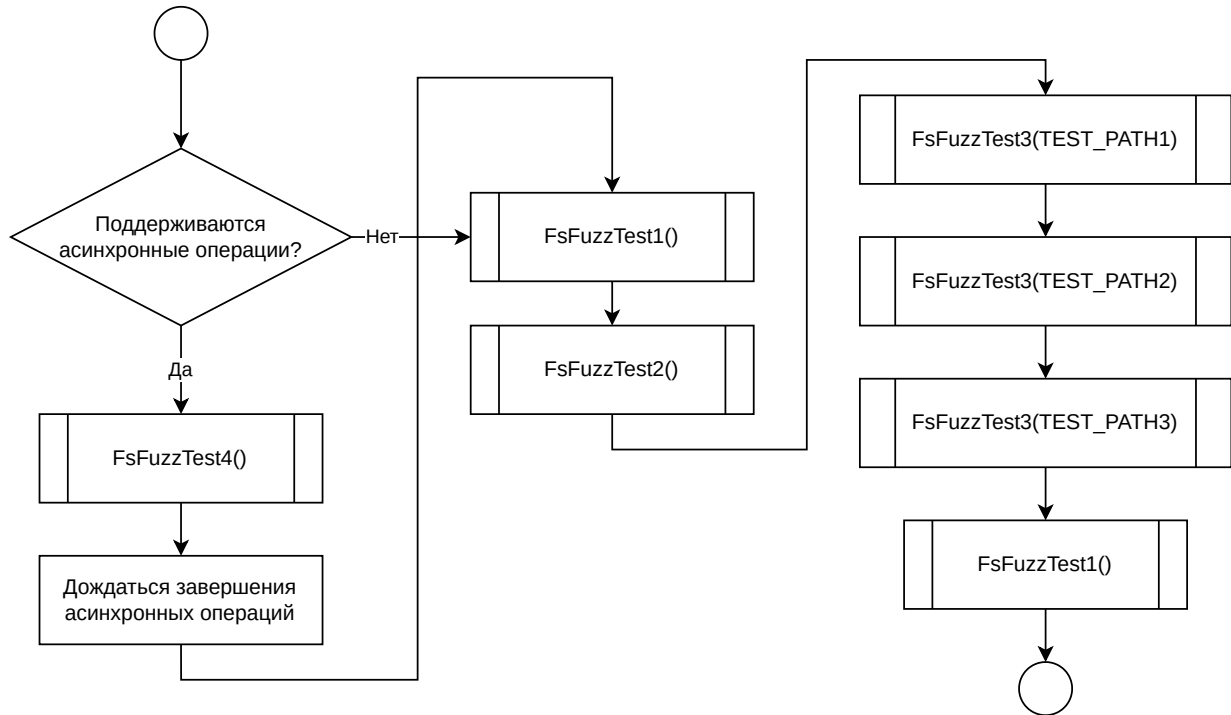 Поддерживаются
асинхронные операции?
Нет
Да
FsFuzzTest4()
Дождаться завершения
асинхронных операций
FsFuzzTest1()
FsFuzzTest2()
FsFuzzTest3(TEST_PATH1)
FsFuzzTest3(TEST_PATH2)
FsFuzzTest3(TEST_PATH3)
FsFuzzTest1()